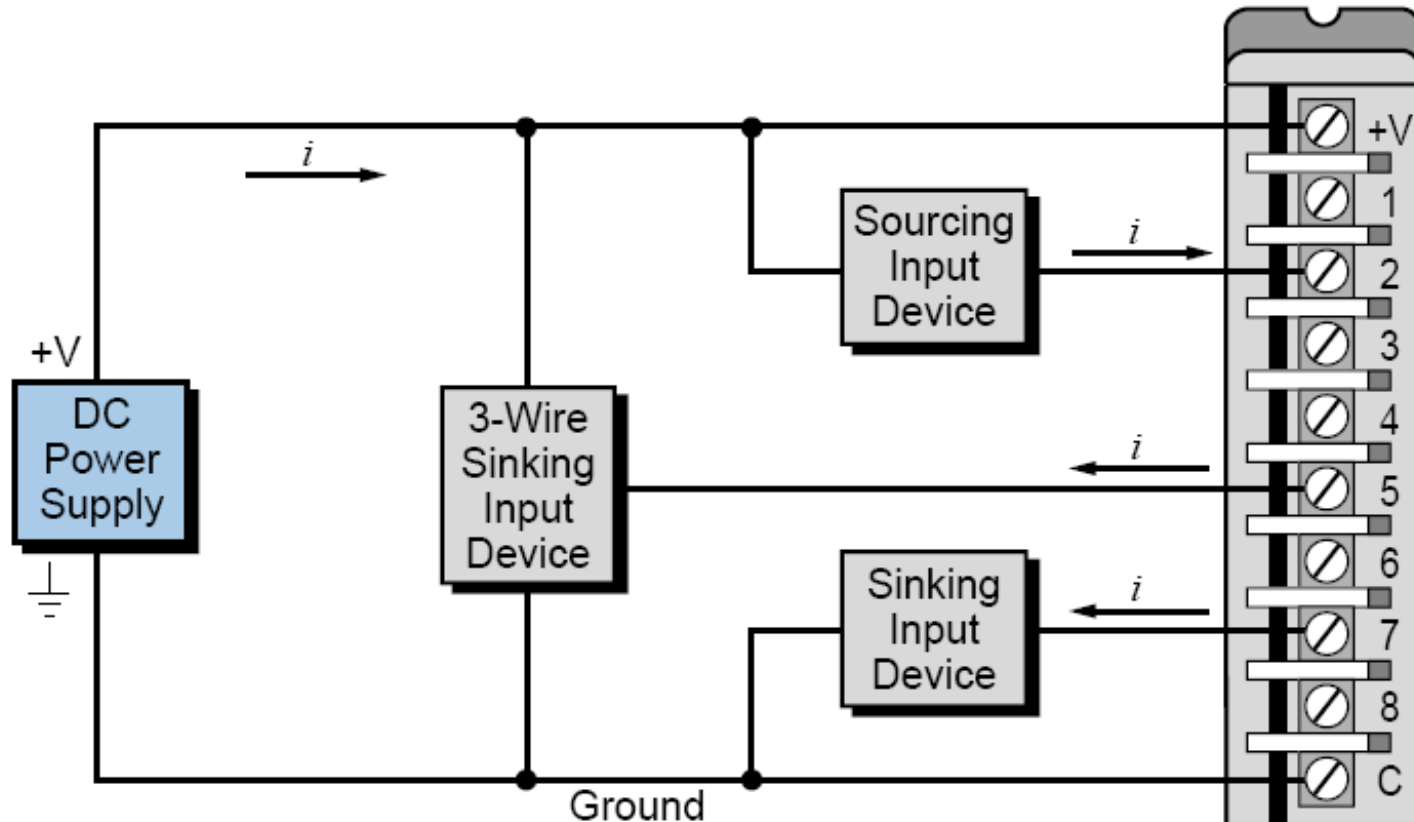 +V
i
1
Sourcing
Input
Device
i
2
3
+V
DC
Power
Supply
3-Wire
Sinking
Input
Device
4
i
5
6
Sinking
Input
Device
i
7
8
C
Ground